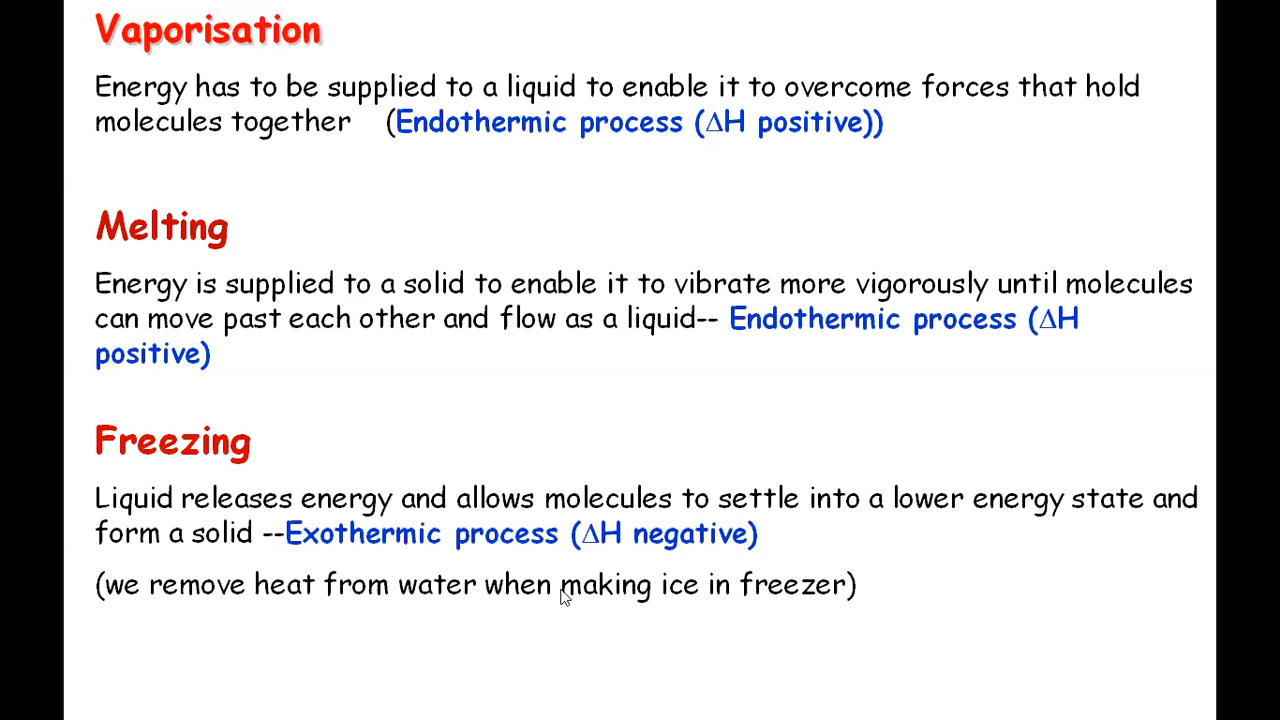 Vaporisation
Energy has to be supplied to a liquid to enable it to overcome forces that hold
molecules together (Endothermic process (∆H positive))
Melting
Energy is supplied to a solid to enable it to vibrate more vigorously until molecules
can move past each other and flow as a liquid-- Endothermic process (∆H
positive)
Freezing
Liquid releases energy and allows molecules to settle into a lower energy state and
form a solid --Exothermic process (∆H negative)
(we remove heat from water when making ice in freezer)